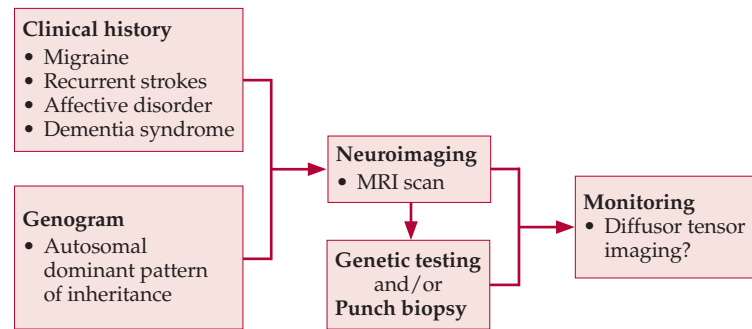 Clinical history
• Migraine
• Recurrent strokes
• Affective disorder
• Dementia syndrome
Genogram
• Autosomal
dominant pattern
of inheritance
Neuroimaging
• MRI scan
Genetic testing
and/or
Punch biopsy
Monitoring
• Diffusor tensor
imaging?